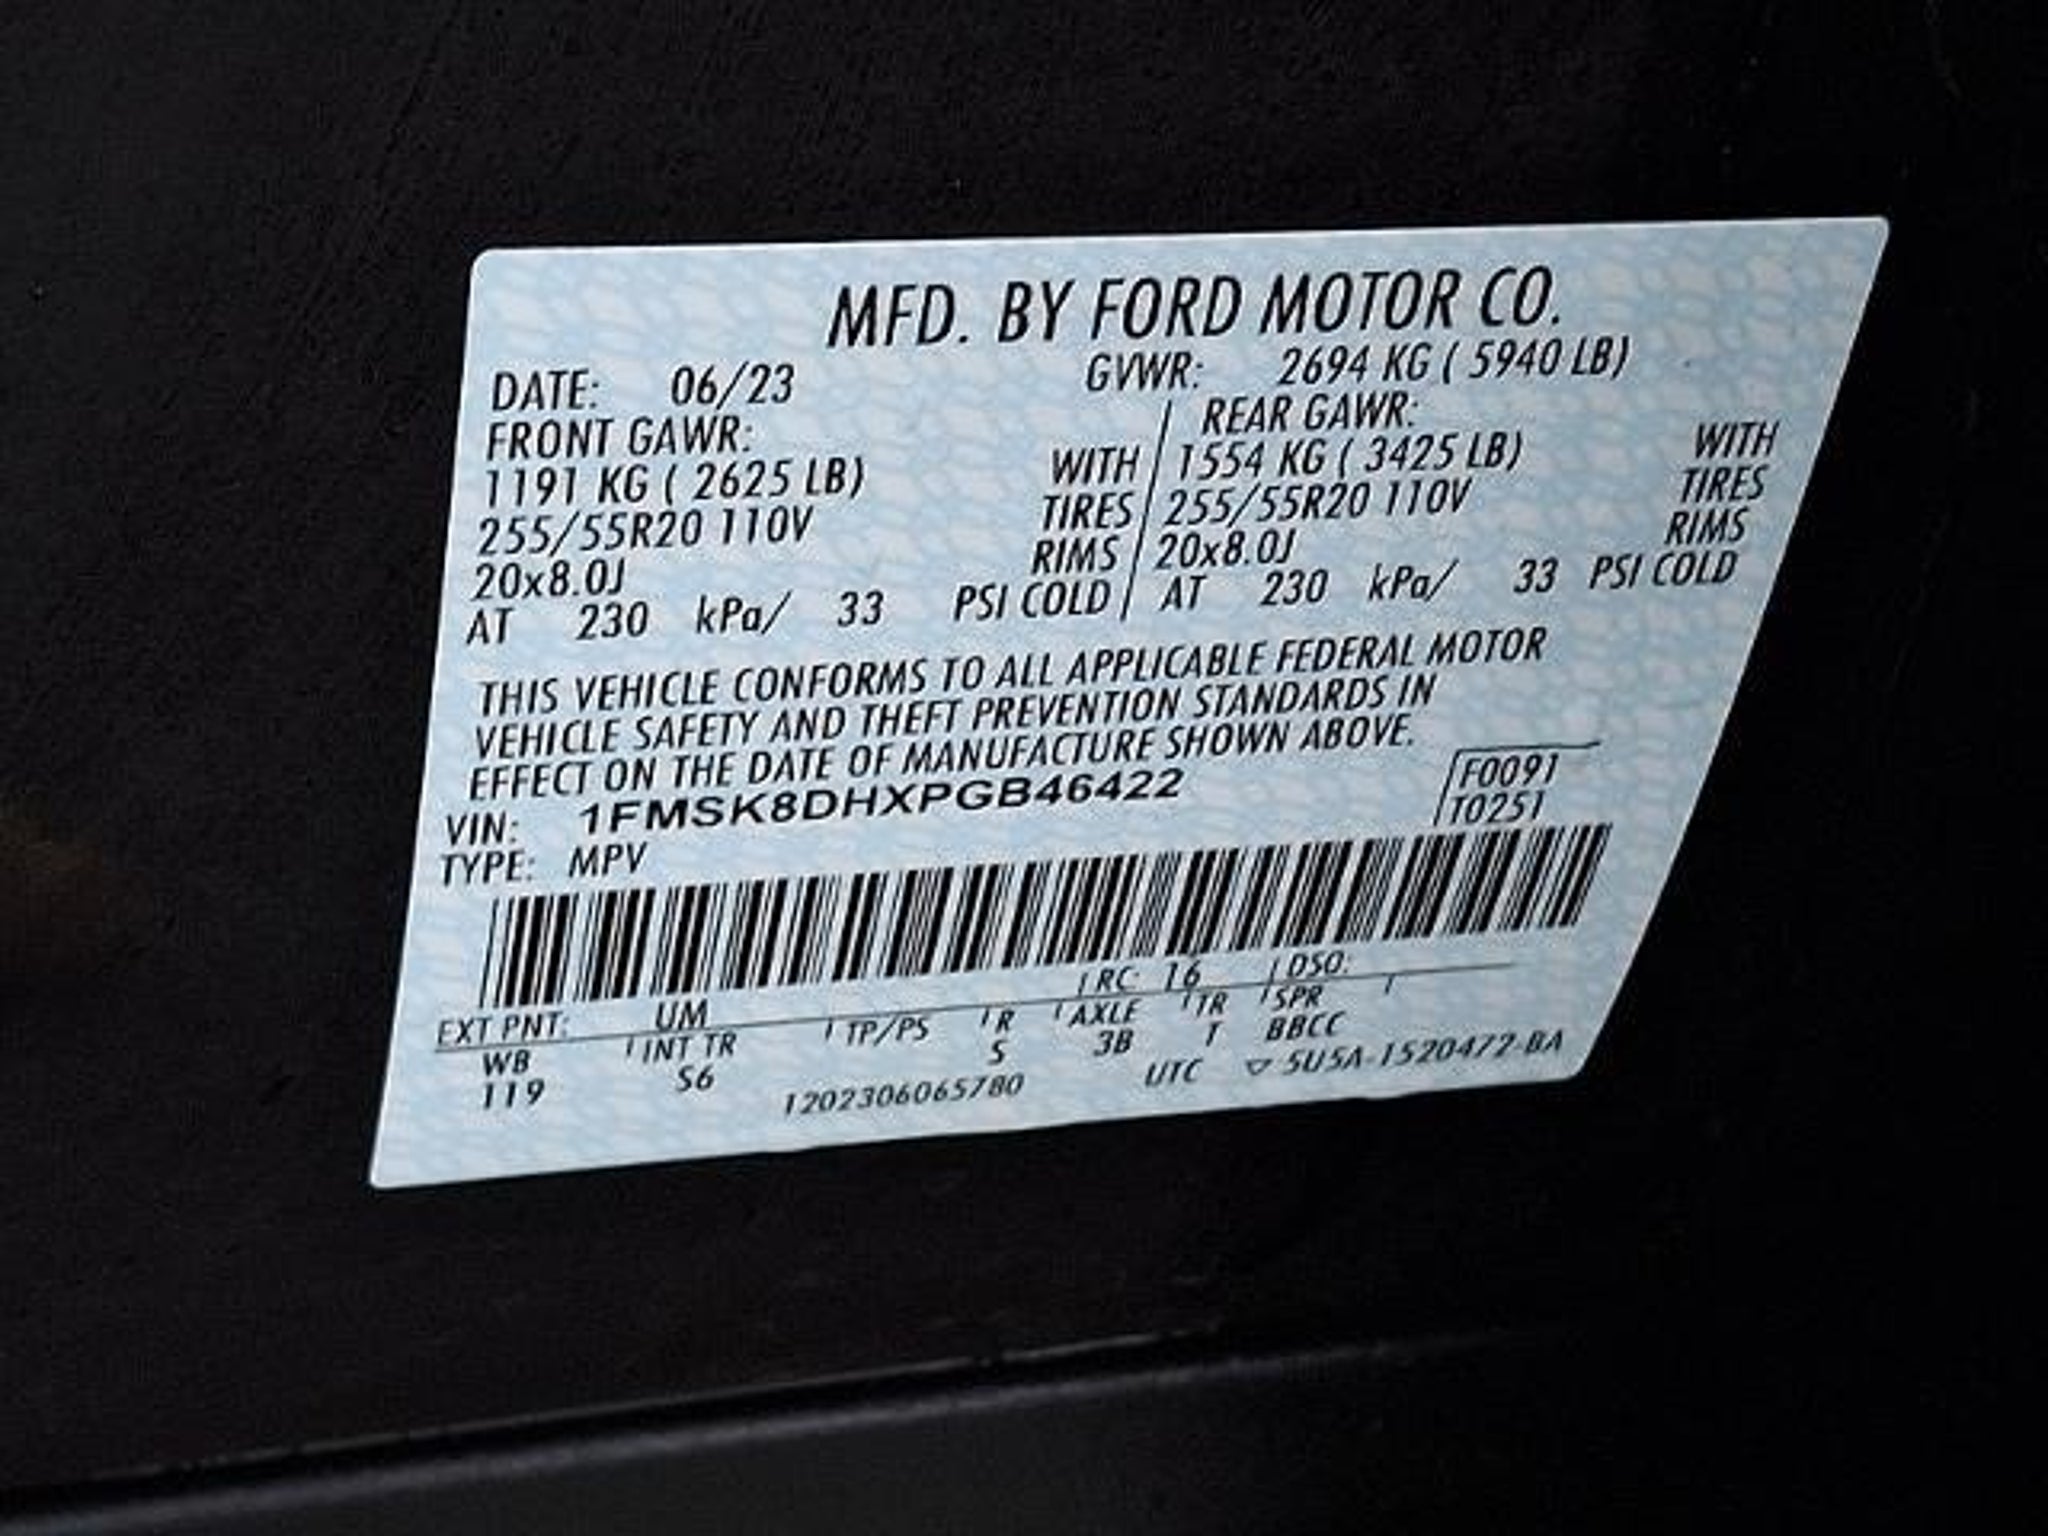 MFD. BY FORD MOTOR CO.
DATE: 06/23 GVWR: 2694 KG ( 5940 LB)
FRONT GAWR: REAR GAWR:
1191 KG ( 2625 LB) WITH 1554 KG ( 3425 LB) WITH
255/55R20 110V TIRES 255/55R20 110V TIRES
20x8.0J RIMS 20x8.0J RIMS
AT 230 kPa/ 33 PSI COLD AT 230 kPa/ 33 PSI COLD
THIS VEHICLE CONFORMS TO ALL APPLICABLE FEDERAL MOTOR
VEHICLE SAFETY AND THEFT PREVENTION STANDARDS IN
EFFECT ON THE DATE OF MANUFACTURE SHOWN ABOVE.
VIN: 1FMSK8DHXPGB46422 F0091
TYPE: MPV T0251
EXT PNT: UM RC: 16 DSO:
WB INT TR TP/PS R AXLE TR SPR
119 S6 S 3B T BBCC
1202306065780 UTC ▽ 5U5A-1520472-BA